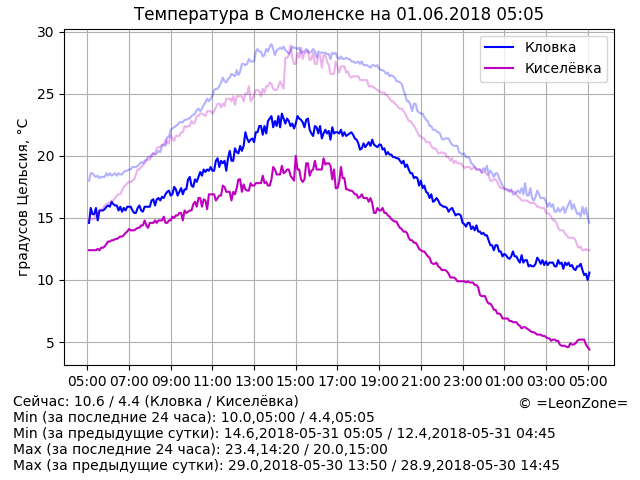 Температура в Смоленске на 01.06.2018 05:05
Кловка
Киселёвка
градусов Цельсия, °C
30
25
20
15
10
5
05:00 07:00 09:00 11:00 13:00 15:00 17:00 19:00 21:00 23:00 01:00 03:00 05:00
Сейчас: 10.6 / 4.4 (Кловка / Киселёвка)
© =LeonZone=
Min (за последние 24 часа): 10.0,05:00 / 4.4,05:05
Min (за предыдущие сутки): 14.6,2018-05-31 05:05 / 12.4,2018-05-31 04:45
Max (за последние 24 часа): 23.4,14:20 / 20.0,15:00
Max (за предыдущие сутки): 29.0,2018-05-30 13:50 / 28.9,2018-05-30 14:45